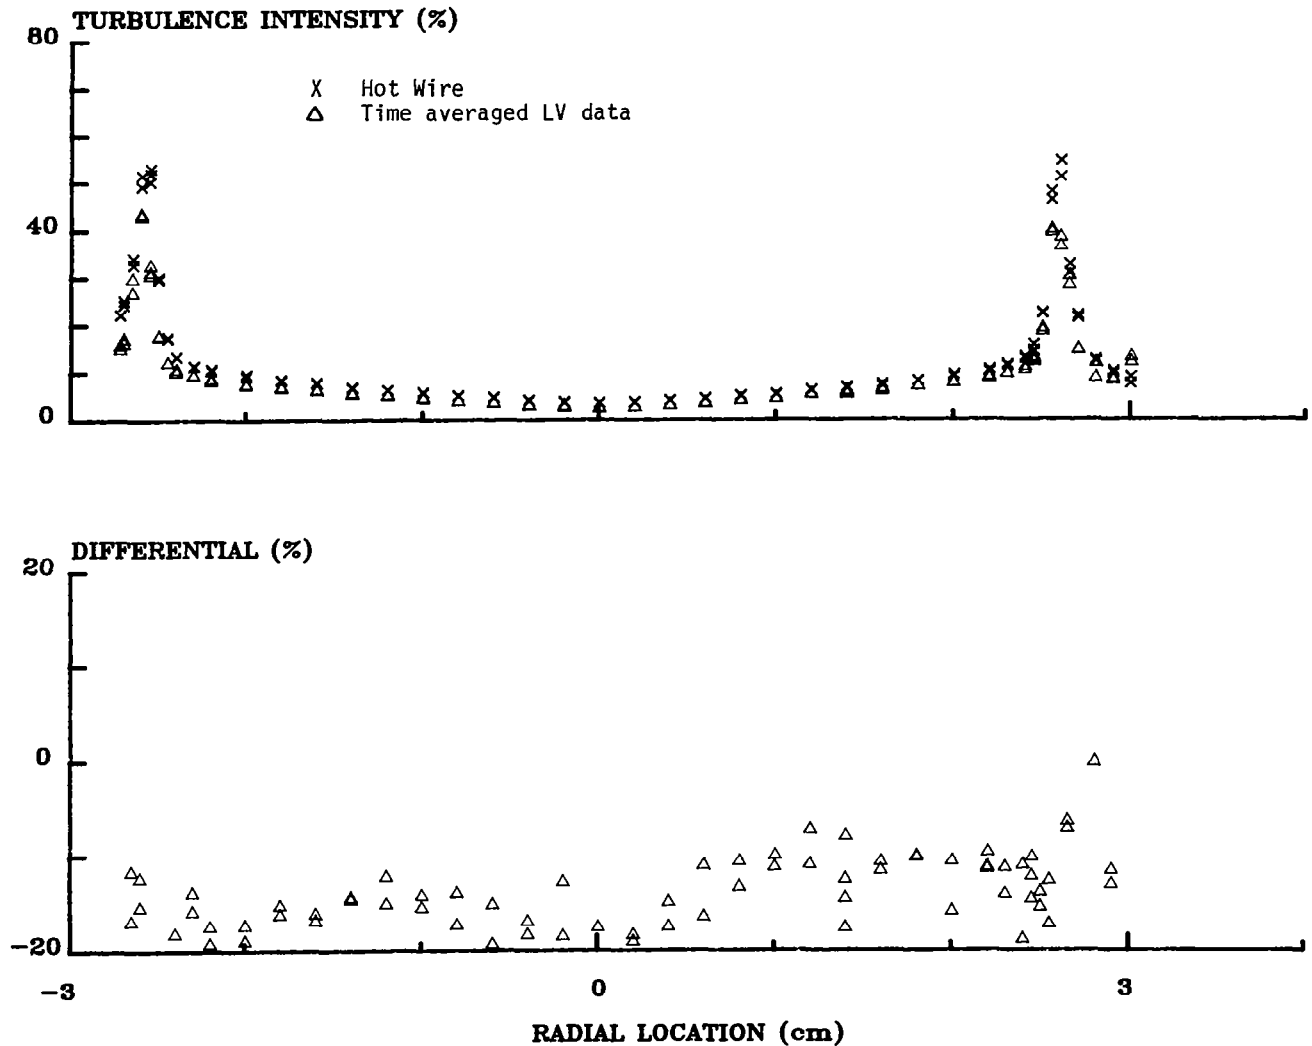 TURBULENCE INTENSITY (%)
80
X Hot Wire
△ Time averaged LV data
40
0
DIFFERENTIAL (%)
20
0
-20
-3 0 3
RADIAL LOCATION (cm)